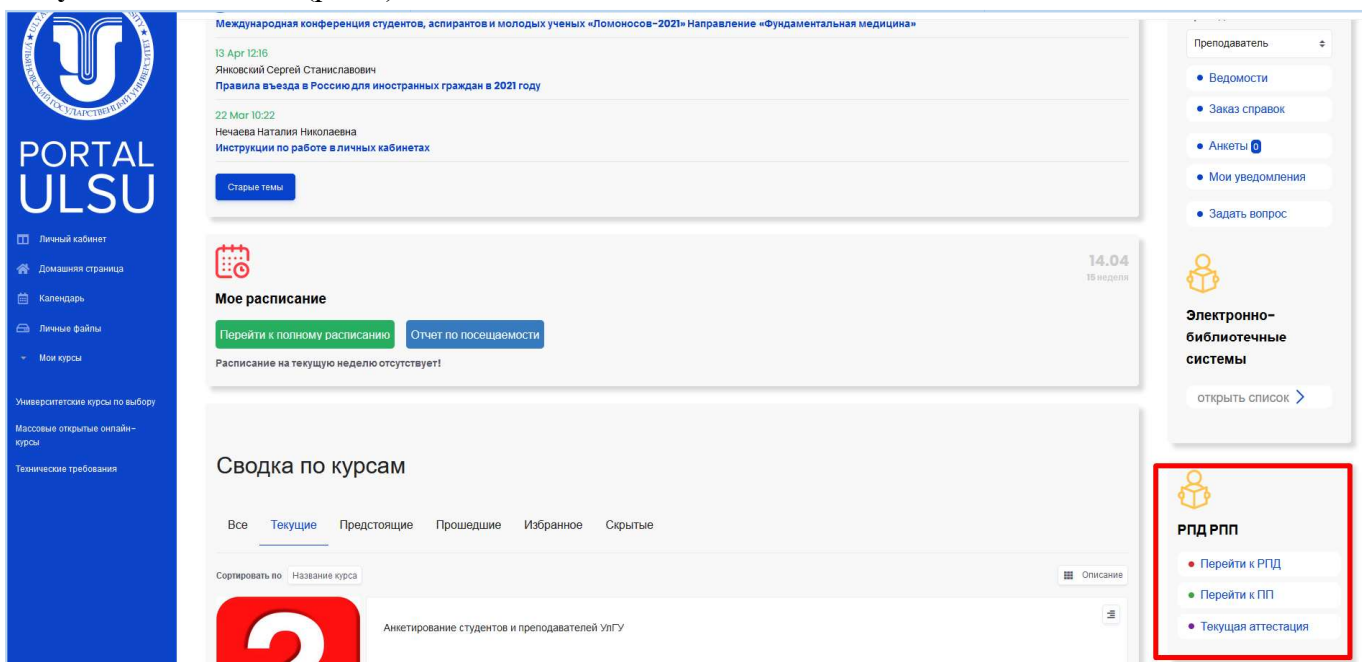 PORTAL
ULSU
Личный кабинет
Домашняя страница
Календарь
Личные файлы
Мои курсы
Университетские курсы по выбору
Массовые открытые онлайн-
курсы
Технические требования
Международная конференция студентов, аспирантов и молодых ученых «Ломоносов-2021» Направление «Фундаментальная медицина»
13 Apr 12:16
Янковский Сергей Станиславович
Правила въезда в Россию для иностранных граждан в 2021 году
22 Mar 10:22
Нечаева Наталия Николаевна
Инструкции по работе в личных кабинетах
Старые темы
Мое расписание
14.04
15 неделя
Перейти к полному расписанию
Отчет по посещаемости
Расписание на текущую неделю отсутствует!
Сводка по курсам
Все Текущие Предстоящие Прошедшие Избранное Скрытые
Сортировать по Название курса
Описание
Анкетирование студентов и преподавателей УлГУ
Преподаватель
Ведомости
Заказ справок
Анкеты 0
Мои уведомления
Задать вопрос
Электронно-
библиотечные
системы
открыть список
РПД РПП
Перейти к РПД
Перейти к ПП
Текущая аттестация